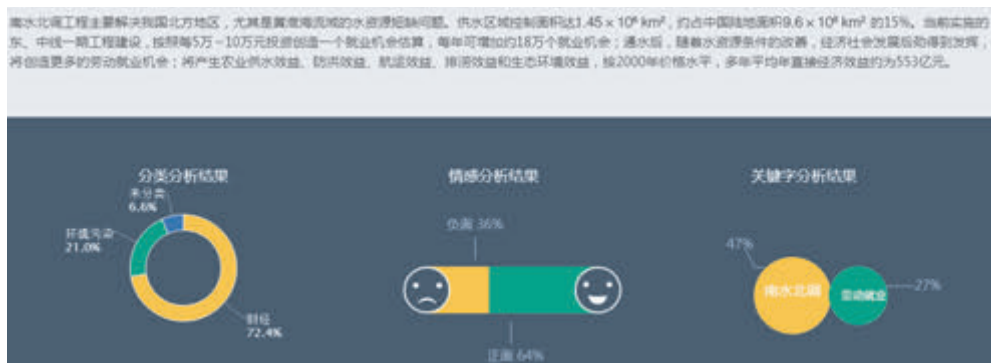 南水北调工程主要解决我国北方地区，尤其是黄淮海流域的水资源短缺问题。供水区域控制面积达1.45 × 10⁶ km²，约占中国陆地面积9.6 × 10⁶ km² 的15%。当前实施的
东、中线一期工程建设，按照每5万－10万元投资创造一个就业机会估算，每年可增加约18万个就业机会；通水后，随着水资源条件的改善，经济社会发展后劲得到发挥，
将创造更多的劳动就业机会；将产生农业供水效益、防洪效益、航运效益、排涝效益和生态环境效益，按2000年价格水平，多年平均年直接经济效益约为553亿元。
分类分析结果
未分类
6.6%
环境污染
21.0%
财经
72.4%
情感分析结果
负面 36%
正面 64%
关键字分析结果
47%
南水北调
劳动就业
27%